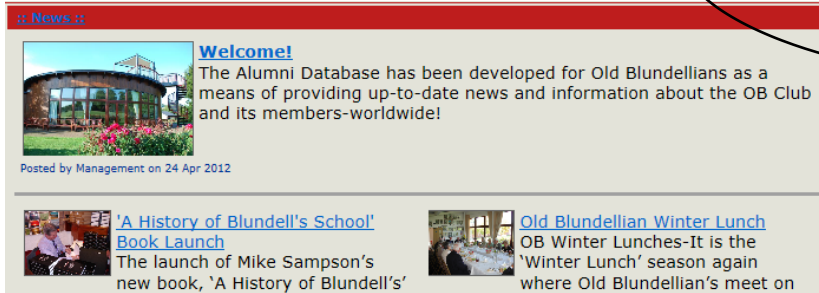 :: News ::
Welcome!
The Alumni Database has been developed for Old Blundellians as a
means of providing up-to-date news and information about the OB Club
and its members-worldwide!
Posted by Management on 24 Apr 2012
'A History of Blundell's School'
Book Launch
The launch of Mike Sampson’s
new book, ‘A History of Blundell’s’
Old Blundellian Winter Lunch
OB Winter Lunches-It is the
‘Winter Lunch’ season again
where Old Blundellian’s meet on